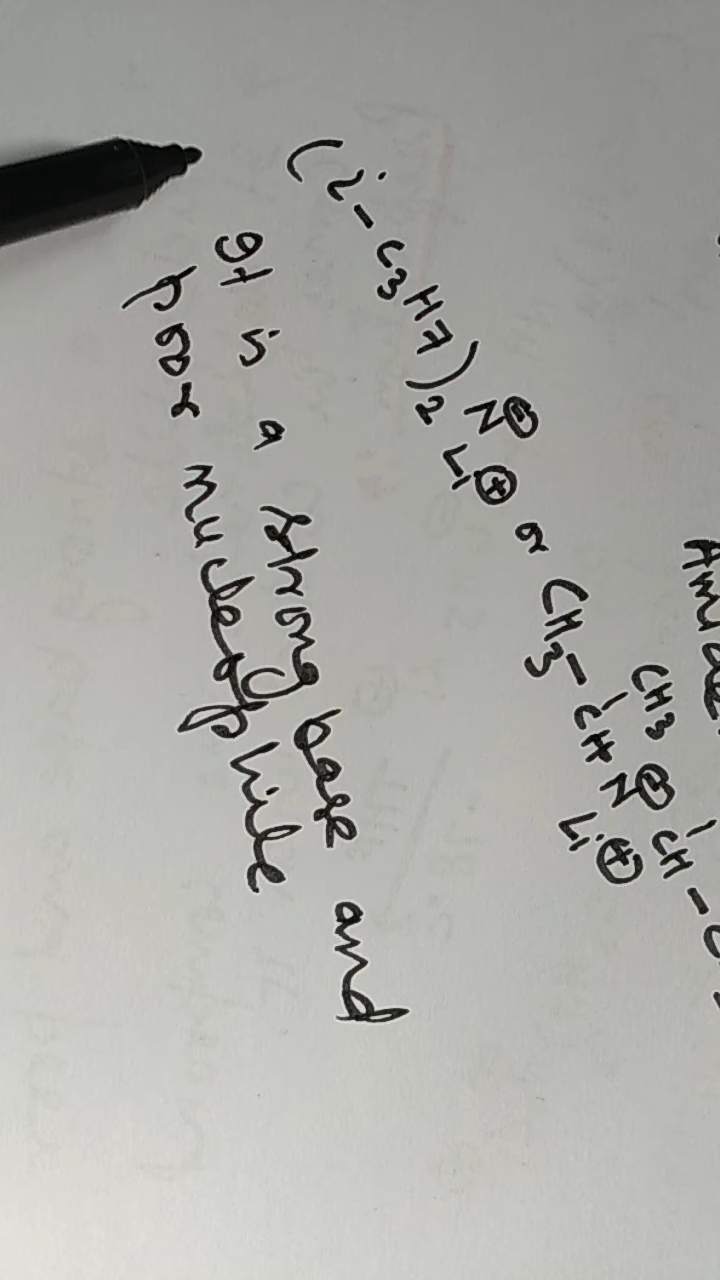 Amide
CH3
(i-C3H7)2 N⊖ Li⊕ or CH3-CH N⊖ CH-C
Li⊕
It is a strong base and
poor nucleophile